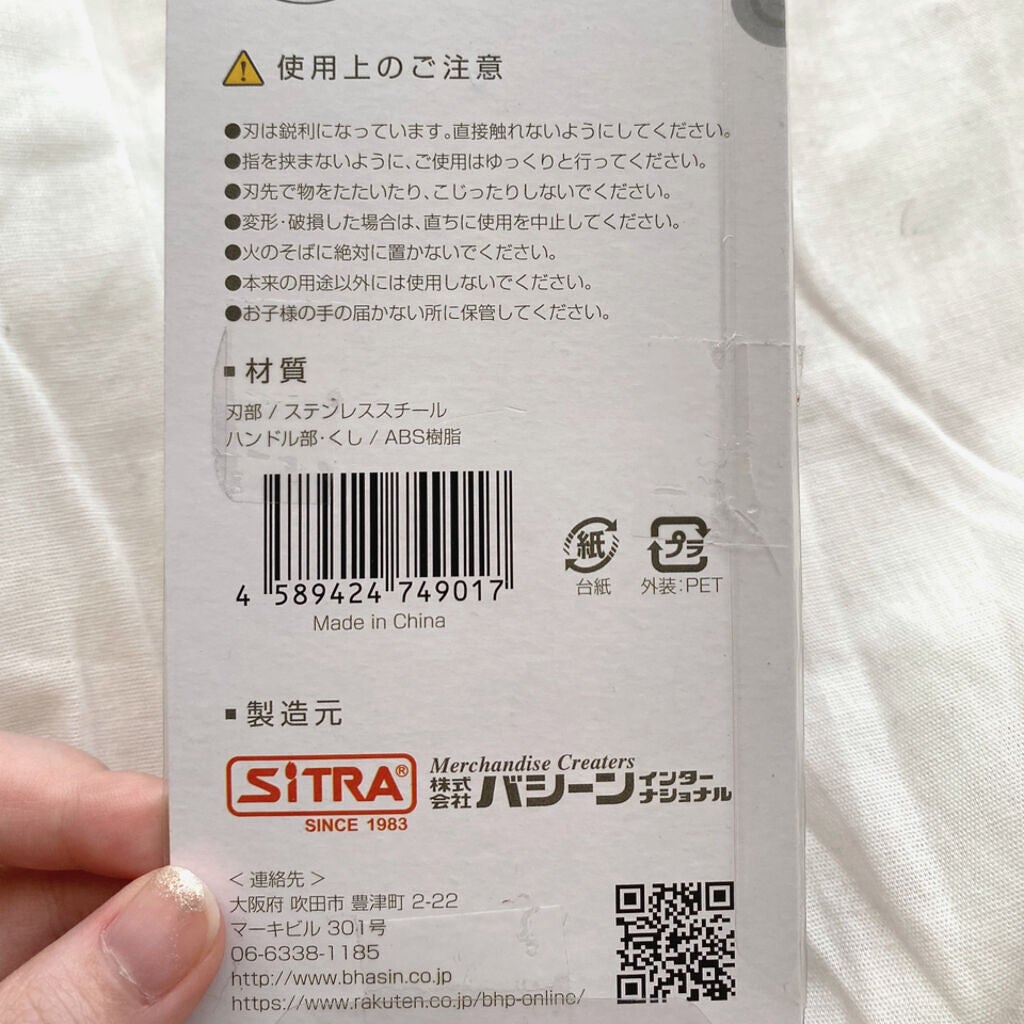 使用上のご注意
●刃は鋭利になっています。直接触れないようにしてください。
●指を挟まないように、ご使用はゆっくりと行ってください。
●刃先で物をたたいたり、こじったりしないでください。
●変形・破損した場合は、直ちに使用を中止してください。
●火のそばに絶対に置かないでください。
●本来の用途以外には使用しないでください。
●お子様の手の届かない所に保管してください。
■材質
刃部 / ステンレススチール
ハンドル部・くし / ABS樹脂
4 589424 749017
Made in China
紙
台紙
プラ
外装:PET
■製造元
SiTRA®
SINCE 1983
Merchandise Creaters
株式会社 バシーン インターナショナル
< 連絡先 >
大阪府 吹田市 豊津町 2-22
マーキビル 301号
06-6338-1185
http://www.bhasin.co.jp
https://www.rakuten.co.jp/bhp-online/